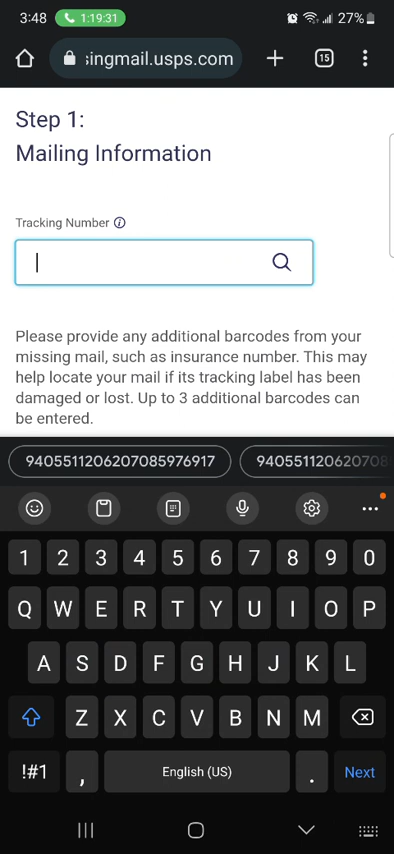 3:48 1:19:31 27%
singmail.usps.com + 15
Step 1:
Mailing Information
Tracking Number
Please provide any additional barcodes from your
missing mail, such as insurance number. This may
help locate your mail if its tracking label has been
damaged or lost. Up to 3 additional barcodes can
be entered.
9405511206207085976917 940551120620708
1 2 3 4 5 6 7 8 9 0
Q W E R T Y U I O P
A S D F G H J K L
Z X C V B N M
!#1 , English (US) . Next